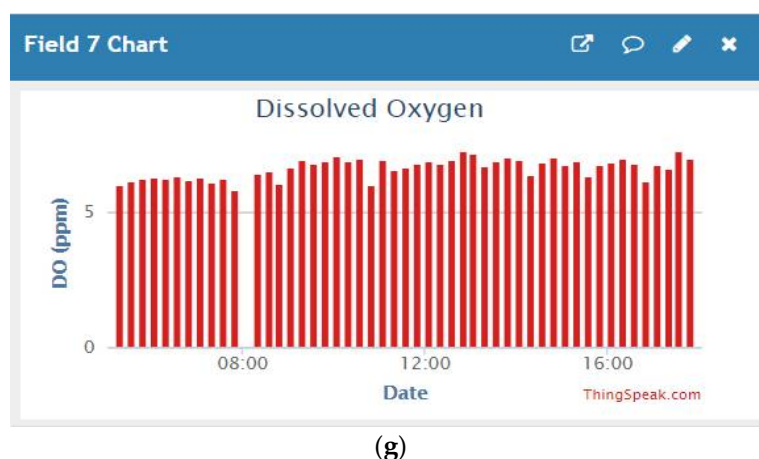 Field 7 Chart
Dissolved Oxygen
DO (ppm)
5
0
08:00 12:00 16:00
Date
ThingSpeak.com
(g)